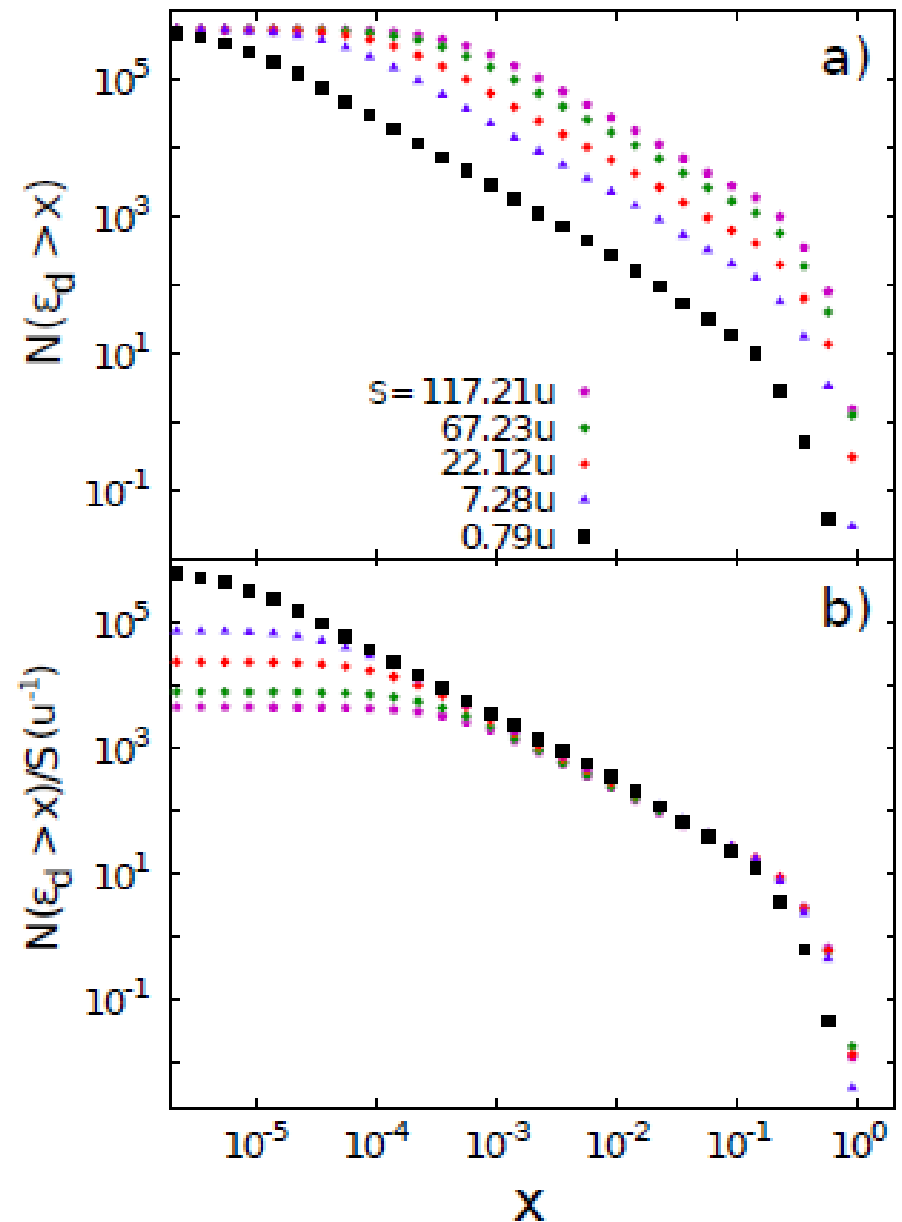 a)
N(ε_d >x)
10^5
10^3
10^1
10^-1
s= 117.21u
67.23u
22.12u
7.28u
0.79u
b)
N(ε_d >x)/S(u^-1)
10^5
10^3
10^1
10^-1
10^-5 10^-4 10^-3 10^-2 10^-1 10^0
x